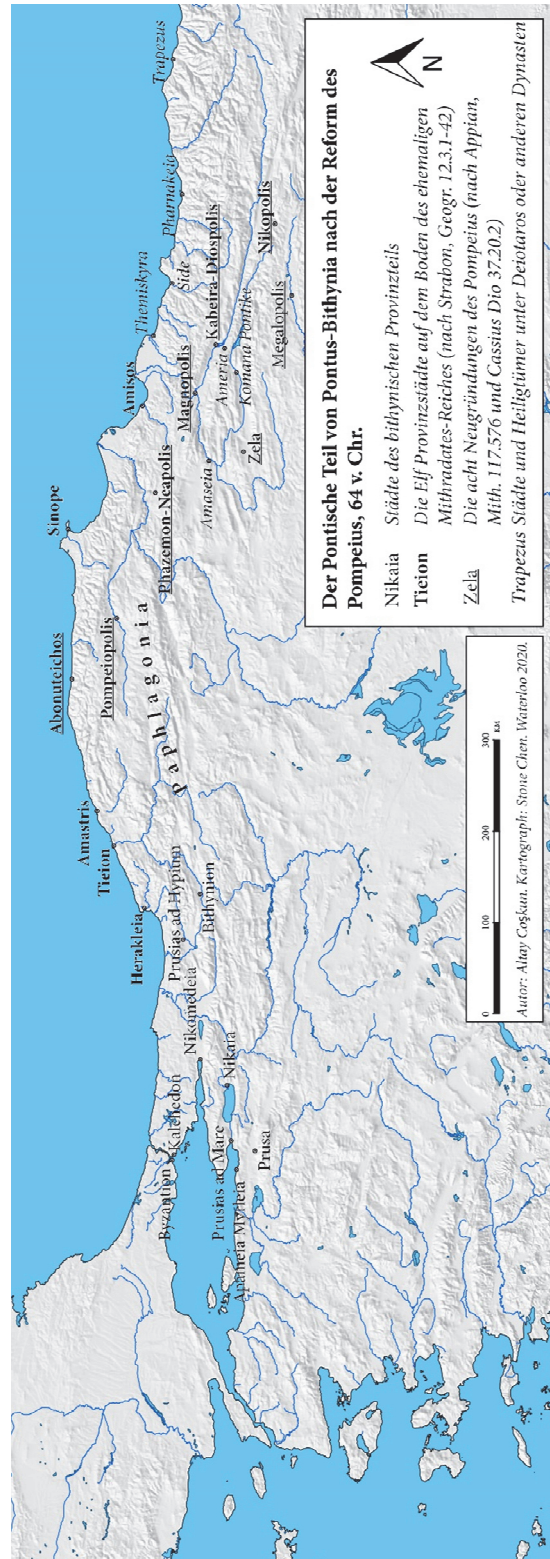 Sinope
Abonuteichos
Amastris
Tieion
Herakleia
Amisos
Themiskyra
Side
Pharnakeia
Trapezus
Pompeiopolis
Paphlagonia
Phazemon-Neapolis
Magnopolis
Kabeira-Diospolis
Ameria
Komana Pontike
Amaseia
Zela
Nikopolis
Megalopolis
Byzantion
Kalchedon
Nikomedeia
Prusias ad Hypium
Bithynion
Prusias ad Mare
Nikaia
Apameia Myrleia
Prusa
0 100 200 300 KM
Autor: Altay Coşkun. Kartograph: Stone Chen. Waterloo 2020.
Der Pontische Teil von Pontus-Bithynia nach der Reform des
Pompeius, 64 v. Chr.
N
Nikaia Städte des bithynischen Provinzteils
Tieion Die Elf Provinzstädte auf dem Boden des ehemaligen
Mithradates-Reiches (nach Strabon, Geogr. 12.3.1-42)
Zela Die acht Neugründungen des Pompeius (nach Appian,
Mith. 117.576 und Cassius Dio 37.20.2)
Trapezus Städte und Heiligtümer unter Deiotaros oder anderen Dynasten